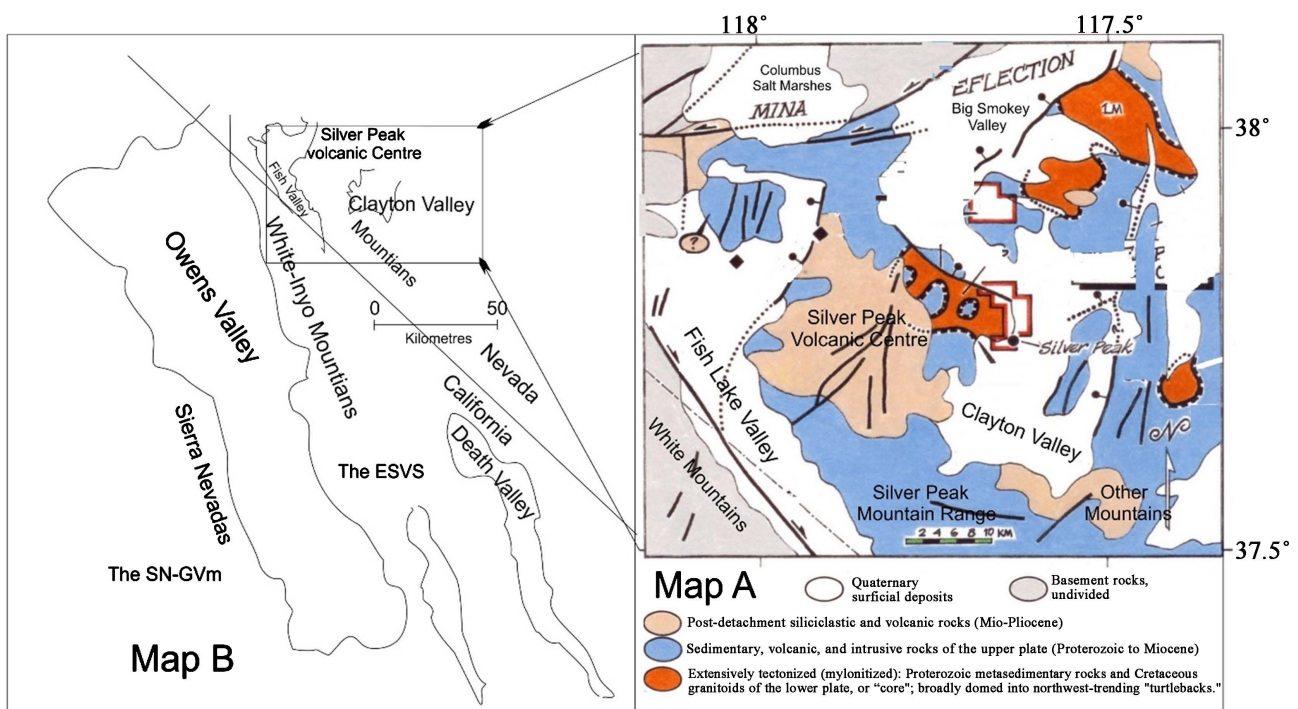 118°
117.5°
Columbus
Salt Marshes
MINA
EFLECTION
Big Smokey
Valley
LM
38°
?
Silver Peak
Volcanic Centre
Silver Peak
Fish Lake Valley
White Mountains
Clayton Valley
N
Silver Peak
Mountain Range
Other
Mountains
2 4 6 8 10 KM
37.5°
Silver Peak
volcanic Centre
Fish Valley
Clayton Valley
Mountians
White-Inyo Mountians
Owens Valley
0 50
Kilometres
Nevada
California
Death Valley
Sierra Nevadas
The ESVS
The SN-GVm
Map B
Map A
Quaternary
surficial deposits
Basement rocks,
undivided
Post-detachment siliciclastic and volcanic rocks (Mio-Pliocene)
Sedimentary, volcanic, and intrusive rocks of the upper plate (Proterozoic to Miocene)
Extensively tectonized (mylonitized): Proterozoic metasedimentary rocks and Cretaceous
granitoids of the lower plate, or “core"; broadly domed into northwest-trending "turtlebacks."